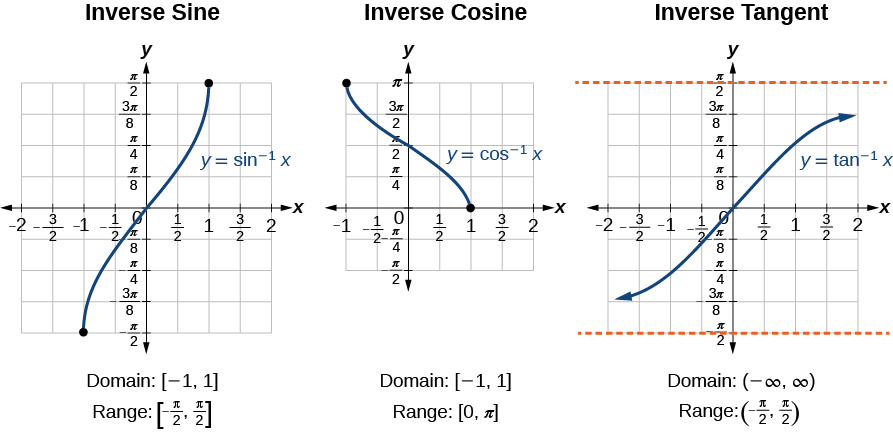 Inverse Sine
y
π/2
3π/8
π/4
π/8
y = sin⁻¹ x
x
-2 -3/2 -1 -1/2 0 1/2 1 3/2 2
-π/8
-π/4
-3π/8
-π/2
Domain: [−1, 1]
Range: [-π/2, π/2]
Inverse Cosine
y
π
3π/2
π/2
π/4
y = cos⁻¹ x
x
-1 -1/2 0 1/2 1 3/2 2
-π/4
-π/2
Domain: [−1, 1]
Range: [0, π]
Inverse Tangent
y
π/2
3π/8
π/4
π/8
y = tan⁻¹ x
x
-2 -3/2 -1 -1/2 0 1/2 1 3/2 2
-π/8
-π/4
-3π/8
-π/2
Domain: (−∞, ∞)
Range: (-π/2, π/2)